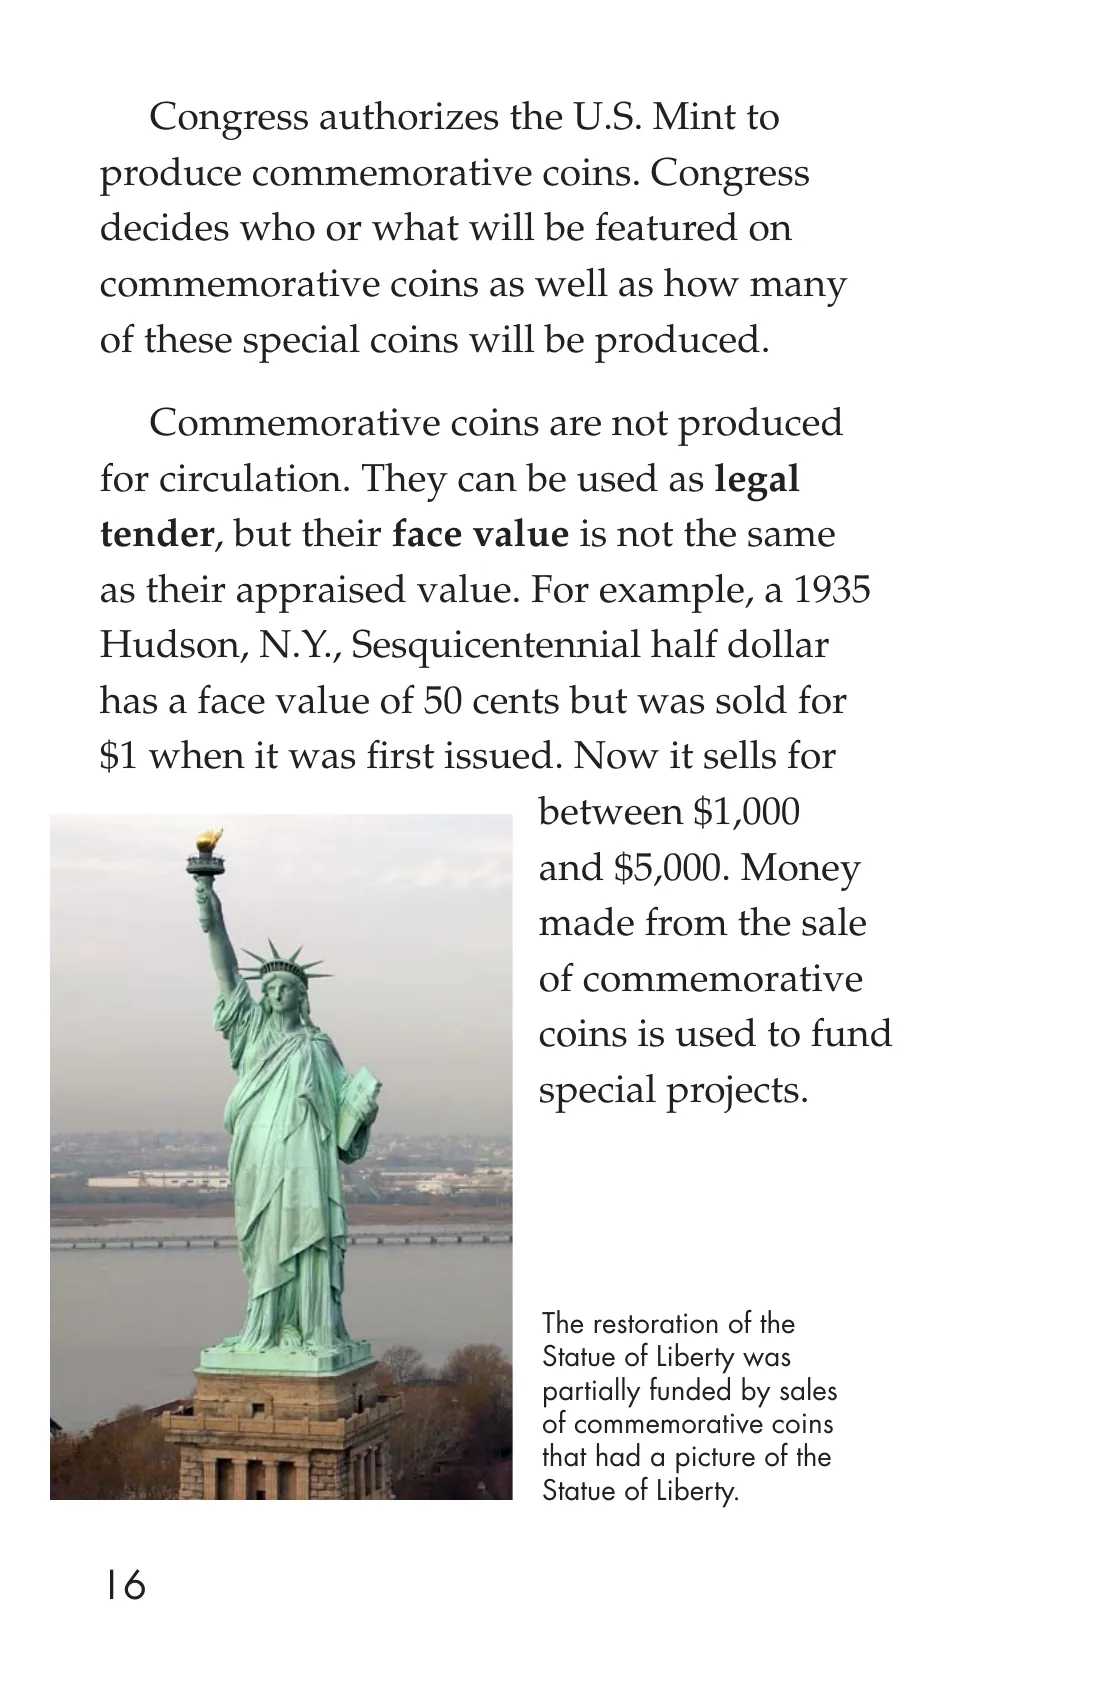 Congress authorizes the U.S. Mint to
produce commemorative coins. Congress
decides who or what will be featured on
commemorative coins as well as how many
of these special coins will be produced.
Commemorative coins are not produced
for circulation. They can be used as legal
tender, but their face value is not the same
as their appraised value. For example, a 1935
Hudson, N.Y., Sesquicentennial half dollar
has a face value of 50 cents but was sold for
$1 when it was first issued. Now it sells for
between $1,000
and $5,000. Money
made from the sale
of commemorative
coins is used to fund
special projects.
The restoration of the
Statue of Liberty was
partially funded by sales
of commemorative coins
that had a picture of the
Statue of Liberty.
16